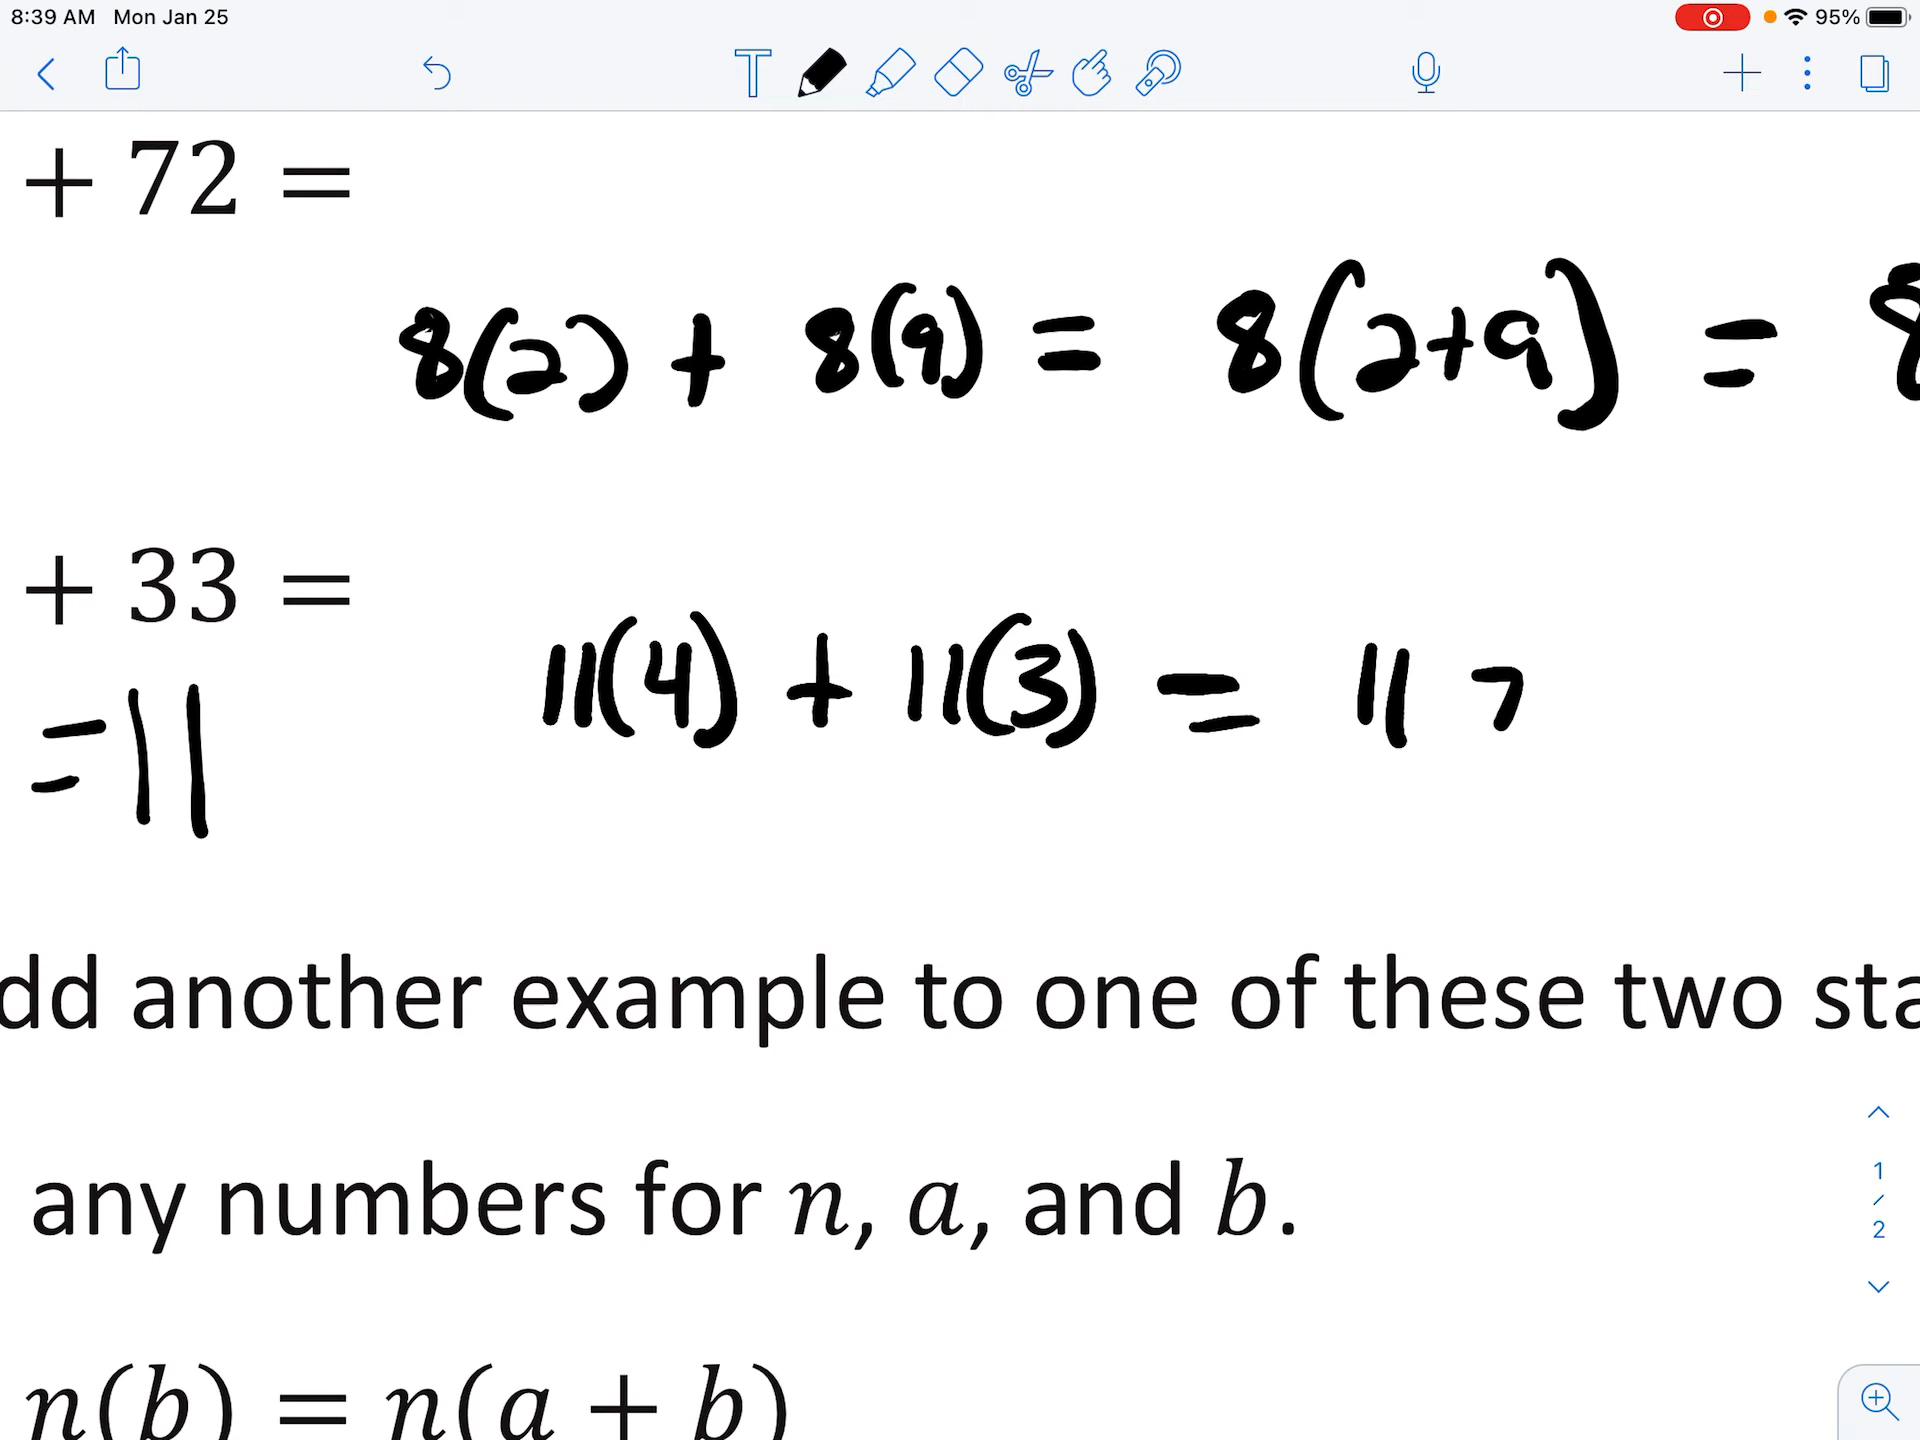 8:39 AM Mon Jan 25 95%
T
+ 72 =
8(2) + 8(9) = 8(2+9) = 8
+ 33 =
11(4) + 11(3) = 11 7
=11
dd another example to one of these two sta
any numbers for n, a, and b.
1
/
2
n(b) = n(a + b)